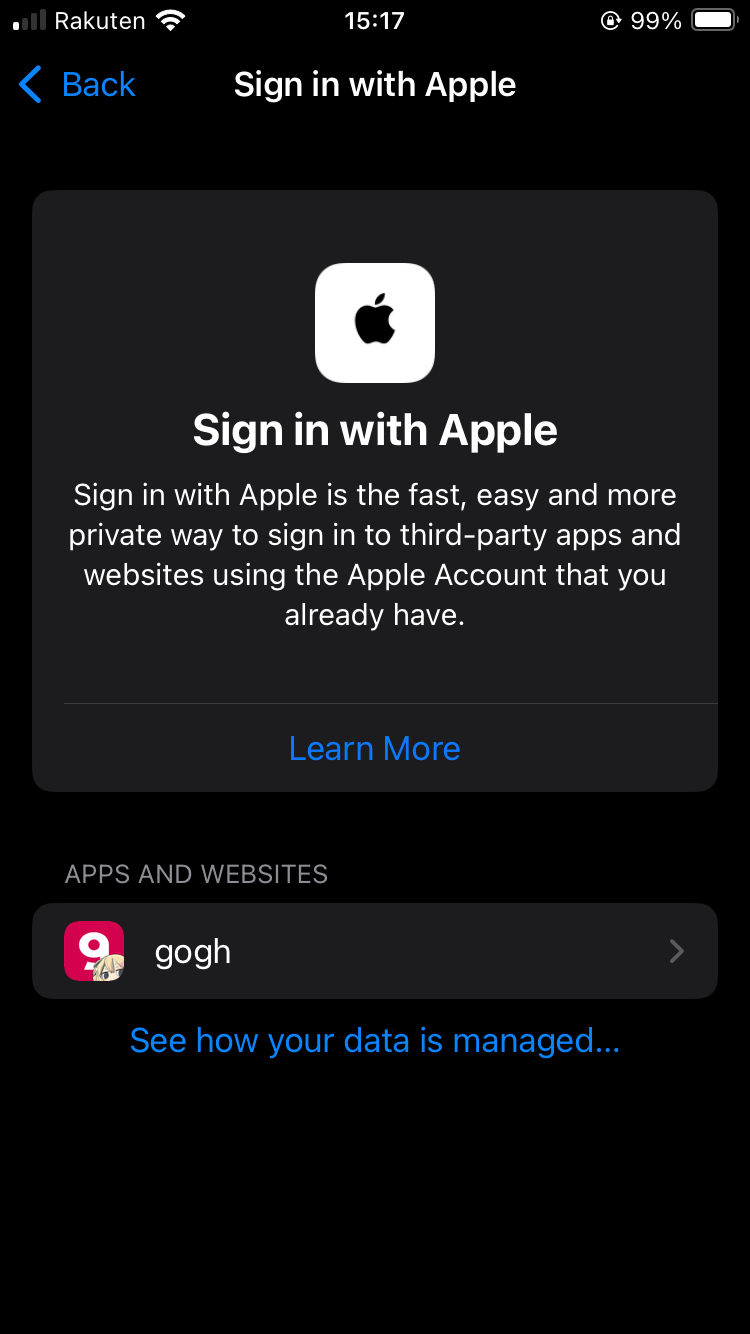 Rakuten 15:17 99%
Back Sign in with Apple
Sign in with Apple
Sign in with Apple is the fast, easy and more
private way to sign in to third-party apps and
websites using the Apple Account that you
already have.
Learn More
APPS AND WEBSITES
9 gogh
See how your data is managed...